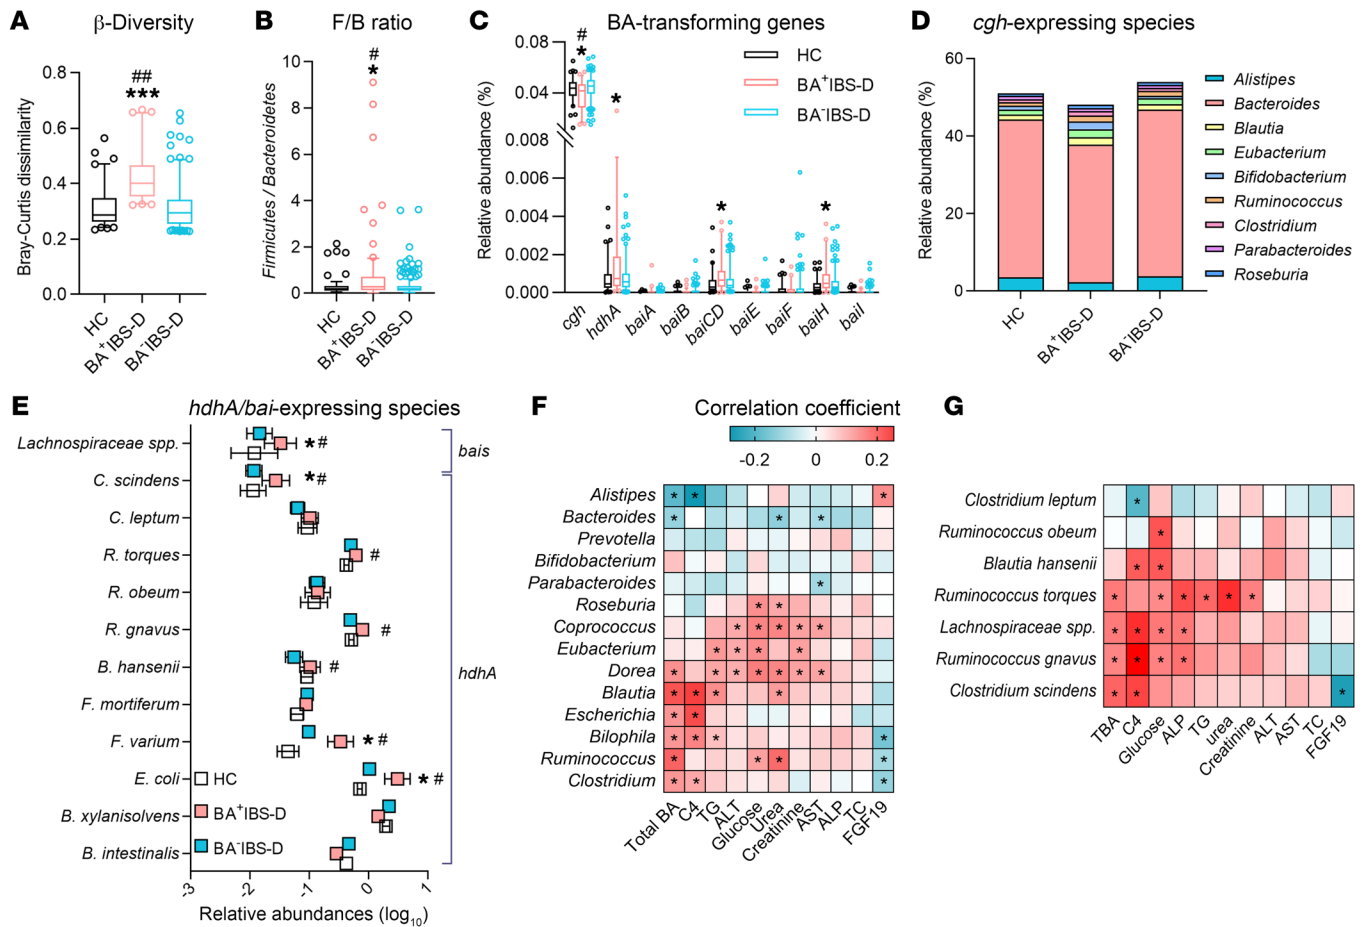 A
β-Diversity
Bray-Curtis dissimilarity
0.8
0.6
0.4
0.2
0.0
##
***
HC
BA+IBS-D
BA-IBS-D
B
F/B ratio
Firmicutes / Bacteroidetes
10
8
6
4
2
0
#
*
HC
BA+IBS-D
BA-IBS-D
C
BA-transforming genes
Relative abundance (%)
0.08
0.04
0.008
0.006
0.004
0.002
0.000
#
*
*
*
*
HC
BA+IBS-D
BA-IBS-D
cgh
hdhA
baiA
baiB
baiCD
baiE
baiF
baiH
baiI
D
cgh-expressing species
Relative abundance (%)
60
40
20
0
HC
BA+IBS-D
BA-IBS-D
Alistipes
Bacteroides
Blautia
Eubacterium
Bifidobacterium
Ruminococcus
Clostridium
Parabacteroides
Roseburia
E
hdhA/bai-expressing species
Lachnospiraceae spp.
*#
C. scindens
*#
C. leptum
R. torques
#
R. obeum
R. gnavus
#
B. hansenii
#
F. mortiferum
F. varium
*#
E. coli
*#
B. xylanisolvens
B. intestinalis
bais
hdhA
HC
BA+IBS-D
BA-IBS-D
-3
-2
-1
0
1
Relative abundances (log10)
F
Correlation coefficient
-0.2
0
0.2
Alistipes
* * *
Bacteroides
* * *
Prevotella
Bifidobacterium
Parabacteroides
*
Roseburia
* *
Coprococcus
* * * * *
Eubacterium
* * * *
Dorea
* * * * * * *
Blautia
* * * *
Escherichia
* *
Bilophila
* * * *
Ruminococcus
* * * *
Clostridium
* * *
Total BA
C4
TG
ALT
Glucose
Urea
Creatinine
AST
ALP
TC
FGF19
G
Clostridium leptum
*
Ruminococcus obeum
*
Blautia hansenii
* *
Ruminococcus torques
* * * * * *
Lachnospiraceae spp.
* * * *
Ruminococcus gnavus
* * * *
Clostridium scindens
* * *
TBA
C4
Glucose
ALP
TG
urea
Creatinine
ALT
AST
TC
FGF19